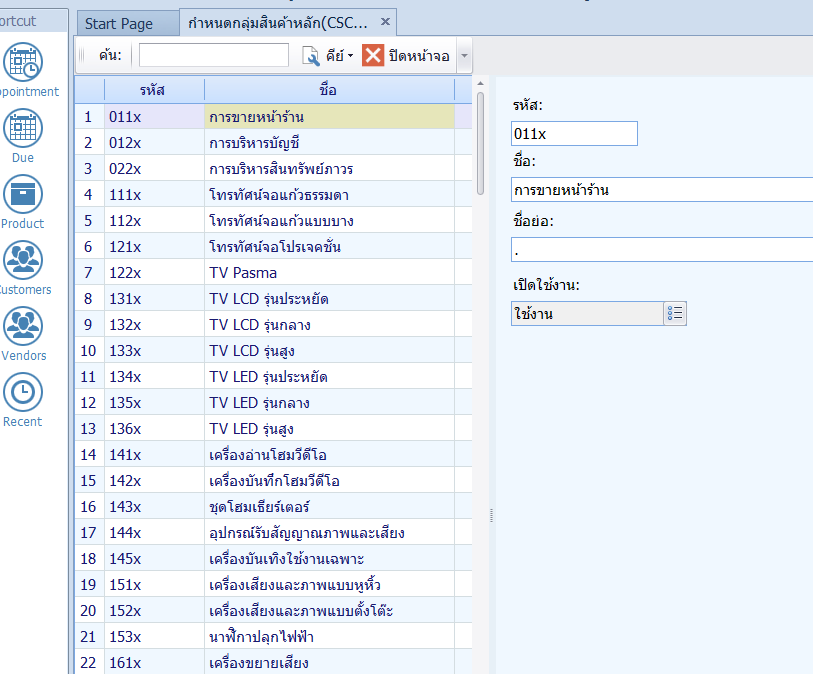 ortcut
Start Page
กำหนดกลุ่มสินค้าหลัก(CSC...
ค้น:
คีย์
ปิดหน้าจอ
ppointment
Due
Product
Customers
Vendors
Recent
รหัส ชื่อ
1 011x การขายหน้าร้าน
2 012x การบริหารบัญชี
3 022x การบริหารสินทรัพย์ภาวร
4 111x โทรทัศน์จอแก้วธรรมดา
5 112x โทรทัศน์จอแก้วแบบบาง
6 121x โทรทัศน์จอโปรเจคชั่น
7 122x TV Pasma
8 131x TV LCD รุ่นประหยัด
9 132x TV LCD รุ่นกลาง
10 133x TV LCD รุ่นสูง
11 134x TV LED รุ่นประหยัด
12 135x TV LED รุ่นกลาง
13 136x TV LED รุ่นสูง
14 141x เครื่องอ่านโฮมวีดีโอ
15 142x เครื่องบันทึกโฮมวีดีโอ
16 143x ชุดโฮมเธียร์เตอร์
17 144x อุปกรณ์รับสัญญาณภาพและเสียง
18 145x เครื่องบันเทิงใช้งานเฉพาะ
19 151x เครื่องเสียงและภาพแบบหูหิ้ว
20 152x เครื่องเสียงและภาพแบบตั้งโต๊ะ
21 153x นาฬิกาปลุกไฟฟ้า
22 161x เครื่องขยายเสียง
รหัส:
011x
ชื่อ:
การขายหน้าร้าน
ชื่อย่อ:
.
เปิดใช้งาน:
ใช้งาน